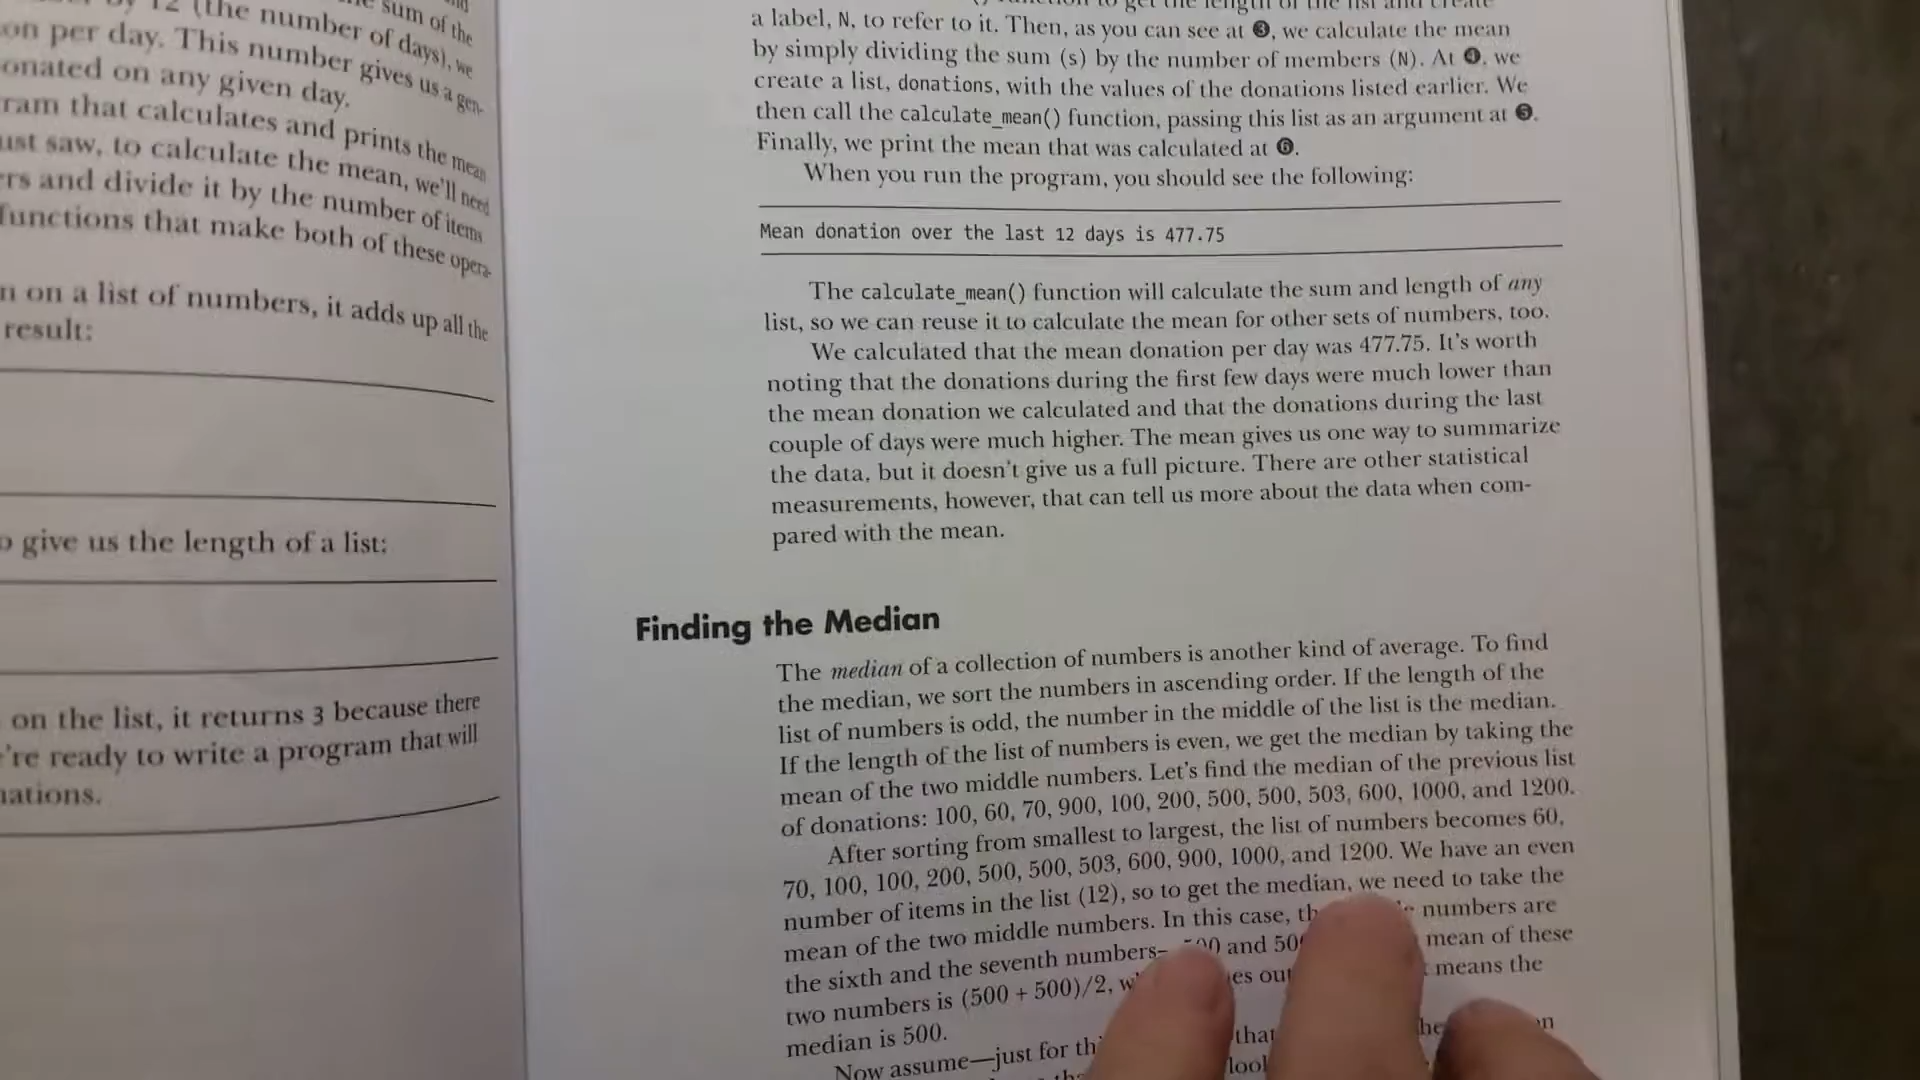 sum of the
by 12 (the number of days), we
on per day. This number gives us a gen-
onated on any given day.
ram that calculates and prints the mean
ust saw, to calculate the mean, we'll need
ers and divide it by the number of items
functions that make both of these opera-
n on a list of numbers, it adds up all the
result:
o give us the length of a list:
on the list, it returns 3 because there
're ready to write a program that will
nations.
() function to get the length of the list and create
a label, N, to refer to it. Then, as you can see at ❸, we calculate the mean
by simply dividing the sum (s) by the number of members (N). At ❹, we
create a list, donations, with the values of the donations listed earlier. We
then call the calculate_mean() function, passing this list as an argument at ❺.
Finally, we print the mean that was calculated at ❻.
When you run the program, you should see the following:
Mean donation over the last 12 days is 477.75
The calculate_mean() function will calculate the sum and length of any
list, so we can reuse it to calculate the mean for other sets of numbers, too.
We calculated that the mean donation per day was 477.75. It's worth
noting that the donations during the first few days were much lower than
the mean donation we calculated and that the donations during the last
couple of days were much higher. The mean gives us one way to summarize
the data, but it doesn't give us a full picture. There are other statistical
measurements, however, that can tell us more about the data when com-
pared with the mean.
Finding the Median
The median of a collection of numbers is another kind of average. To find
the median, we sort the numbers in ascending order. If the length of the
list of numbers is odd, the number in the middle of the list is the median.
If the length of the list of numbers is even, we get the median by taking the
mean of the two middle numbers. Let's find the median of the previous list
of donations: 100, 60, 70, 900, 100, 200, 500, 500, 503, 600, 1000, and 1200.
After sorting from smallest to largest, the list of numbers becomes 60,
70, 100, 100, 200, 500, 500, 503, 600, 900, 1000, and 1200. We have an even
number of items in the list (12), so to get the median, we need to take the
mean of the two middle numbers. In this case, numbers are
the sixth and the seventh numbers— and mean of these
two numbers is (500 + 500)/2, means the
median is 500.
Now assume—just for